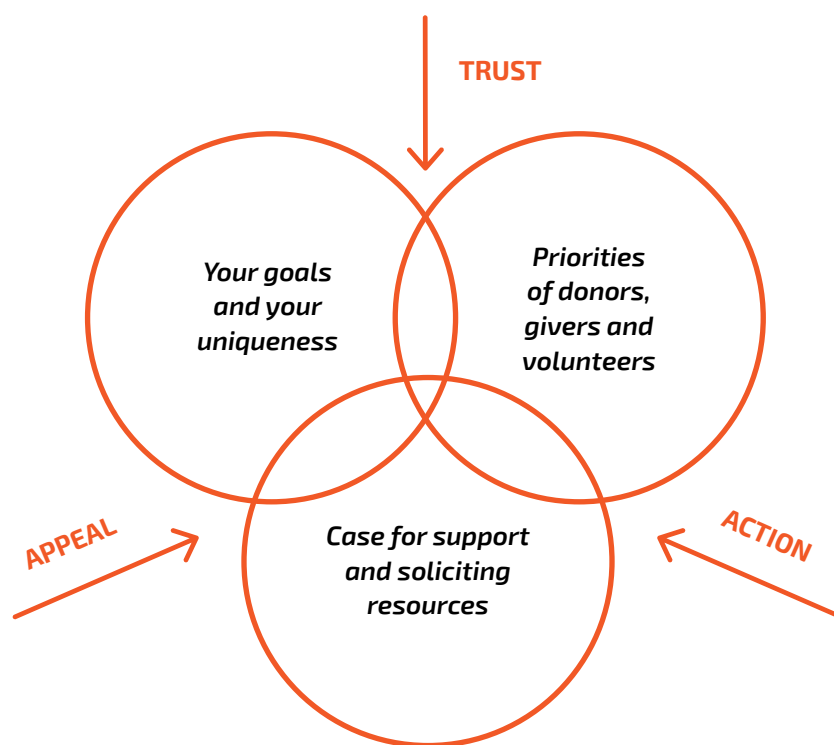 TRUST
Your goals
and your
uniqueness
Priorities
of donors,
givers and
volunteers
APPEAL
Case for support
and soliciting
resources
ACTION